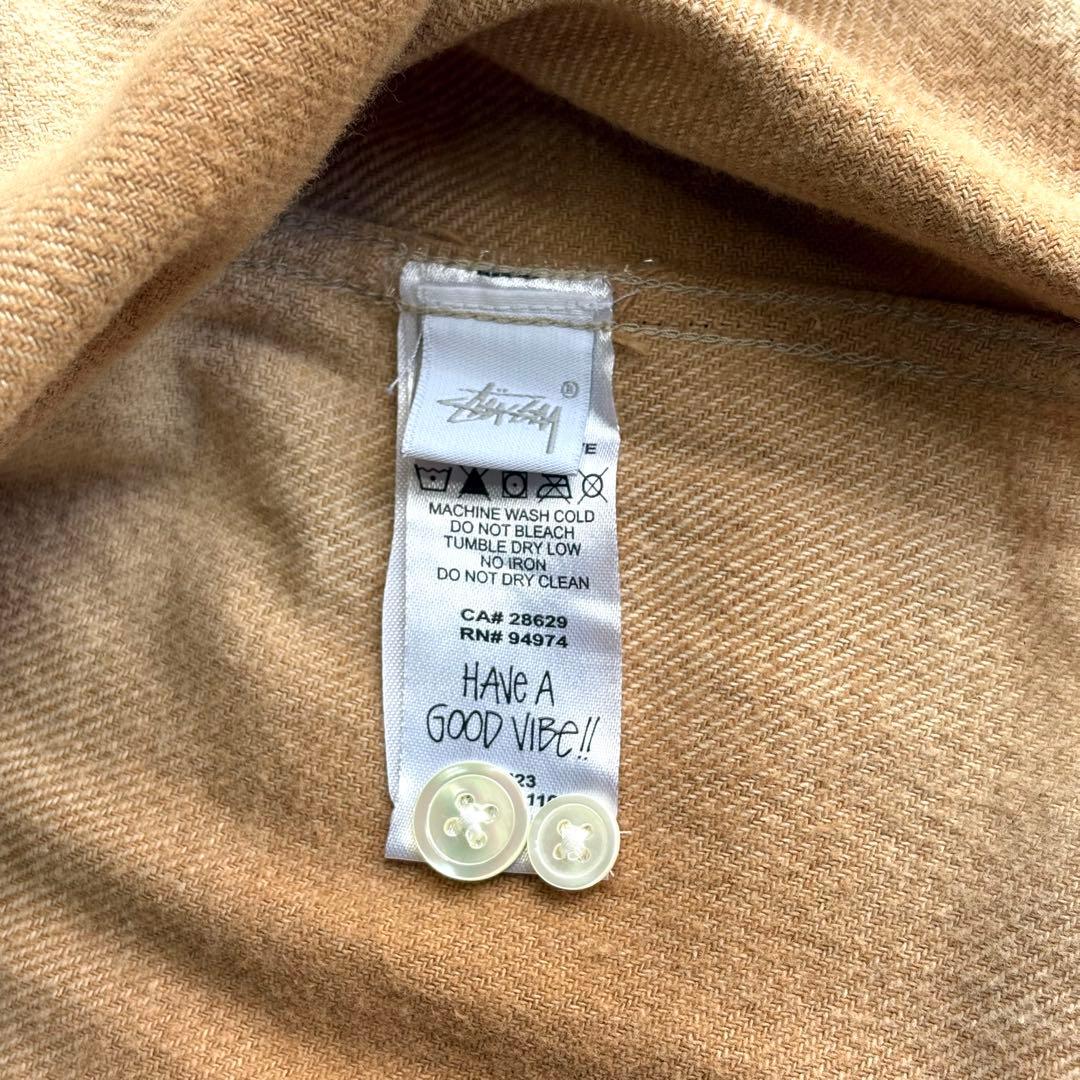 Stüssy®
MACHINE WASH COLD
DO NOT BLEACH
TUMBLE DRY LOW
NO IRON
DO NOT DRY CLEAN
CA# 28629
RN# 94974
HAVE A
GOOD VIBE!!